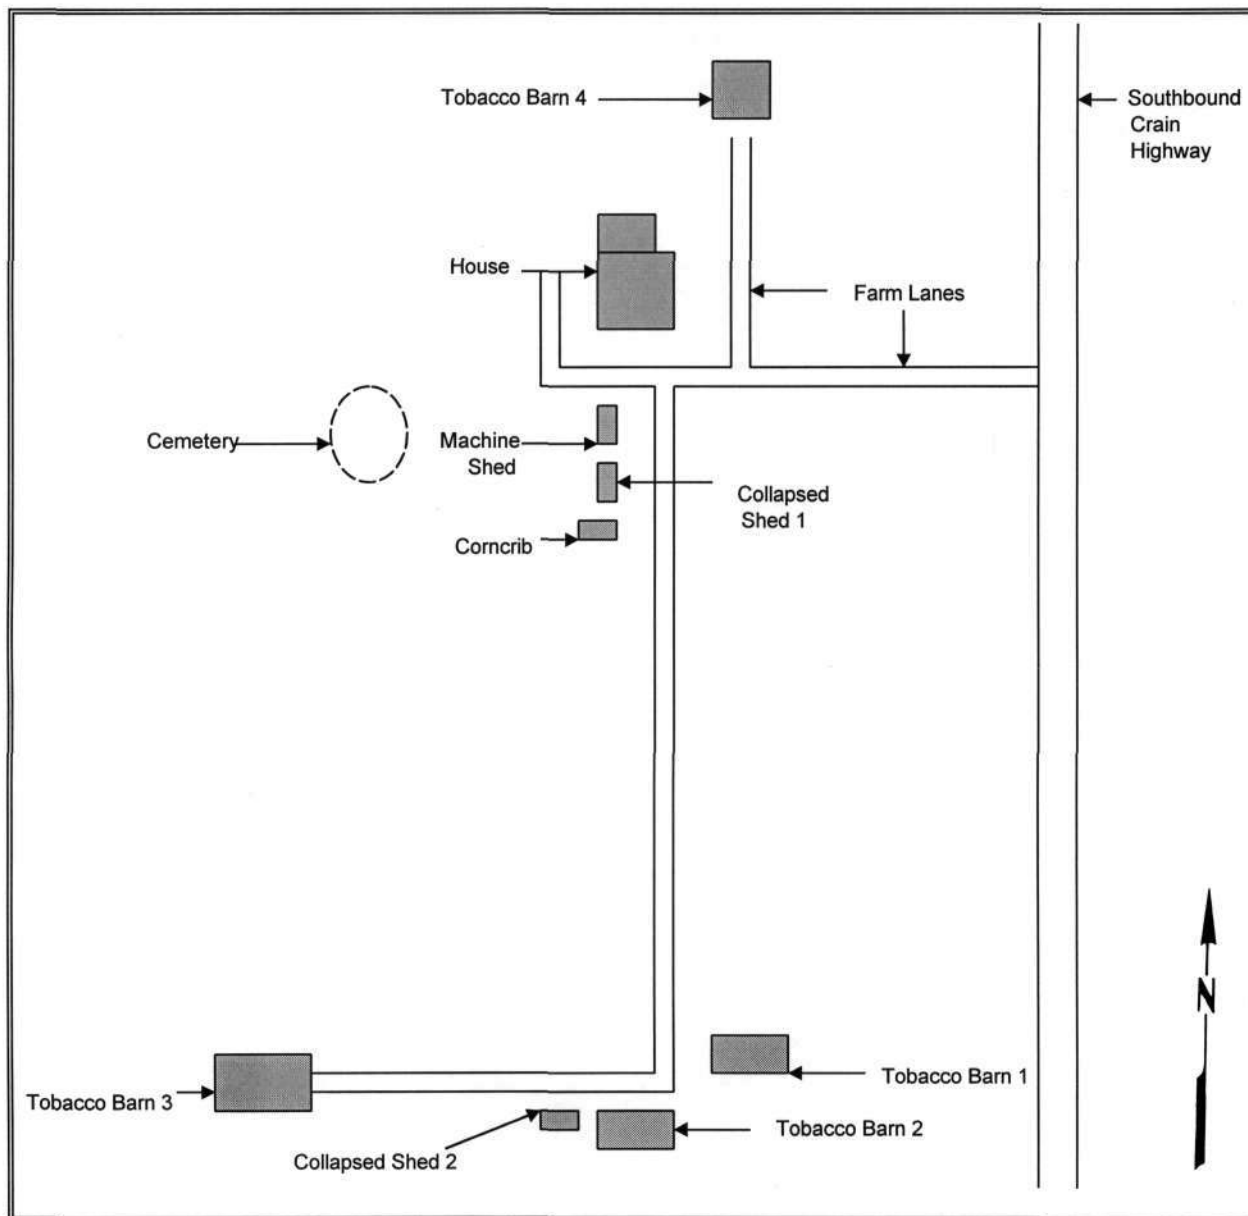 Tobacco Barn 4
Southbound
Crain
Highway
House
Farm Lanes
Cemetery
Machine
Shed
Collapsed
Shed 1
Corncrib
N
Tobacco Barn 3
Tobacco Barn 1
Tobacco Barn 2
Collapsed Shed 2